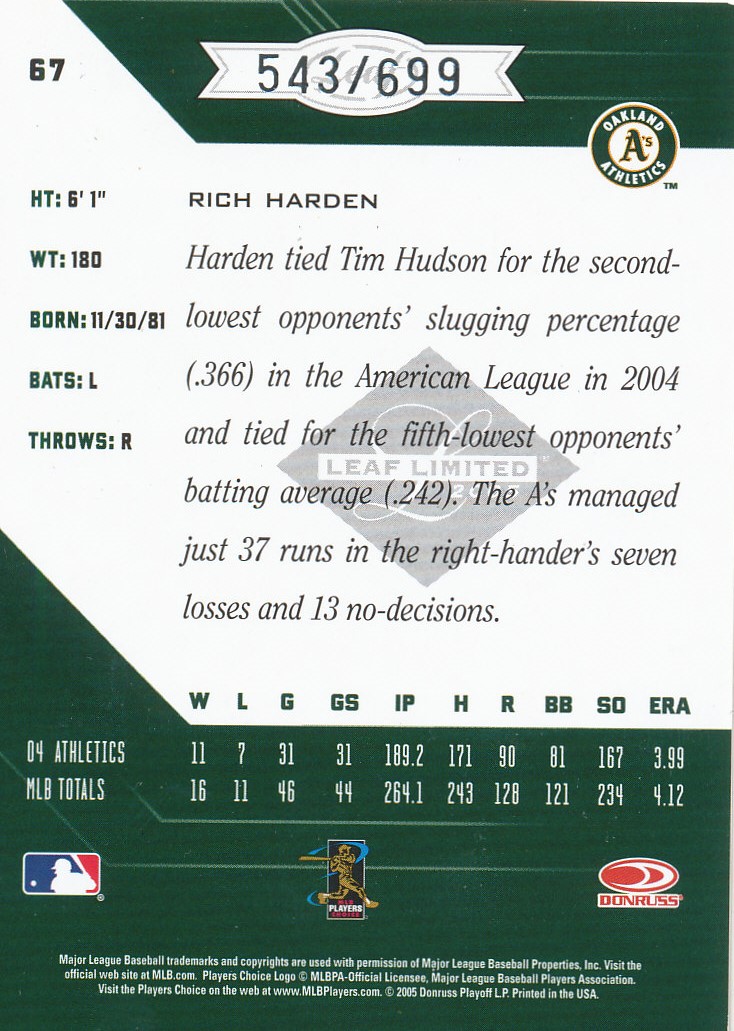 67
543/699
OAKLAND A's ATHLETICS TM
HT: 6' 1"
RICH HARDEN
WT: 180
BORN: 11/30/81
BATS: L
THROWS: R
Harden tied Tim Hudson for the second-
lowest opponents' slugging percentage
(.366) in the American League in 2004
and tied for the fifth-lowest opponents'
batting average (.242). The A's managed
just 37 runs in the right-hander's seven
losses and 13 no-decisions.
LEAF LIMITED
W L G GS IP H R BB SO ERA
04 ATHLETICS 11 7 31 31 189.2 171 90 81 167 3.99
MLB TOTALS 16 11 46 44 264.1 243 128 121 234 4.12
MLB
PLAYERS
CHOICE
DONRUSS
Major League Baseball trademarks and copyrights are used with permission of Major League Baseball Properties, Inc. Visit the
official web site at MLB.com. Players Choice Logo © MLBPA-Official Licensee, Major League Baseball Players Association.
Visit the Players Choice on the web at www.MLBPlayers.com. © 2005 Donruss Playoff L.P. Printed in the USA.